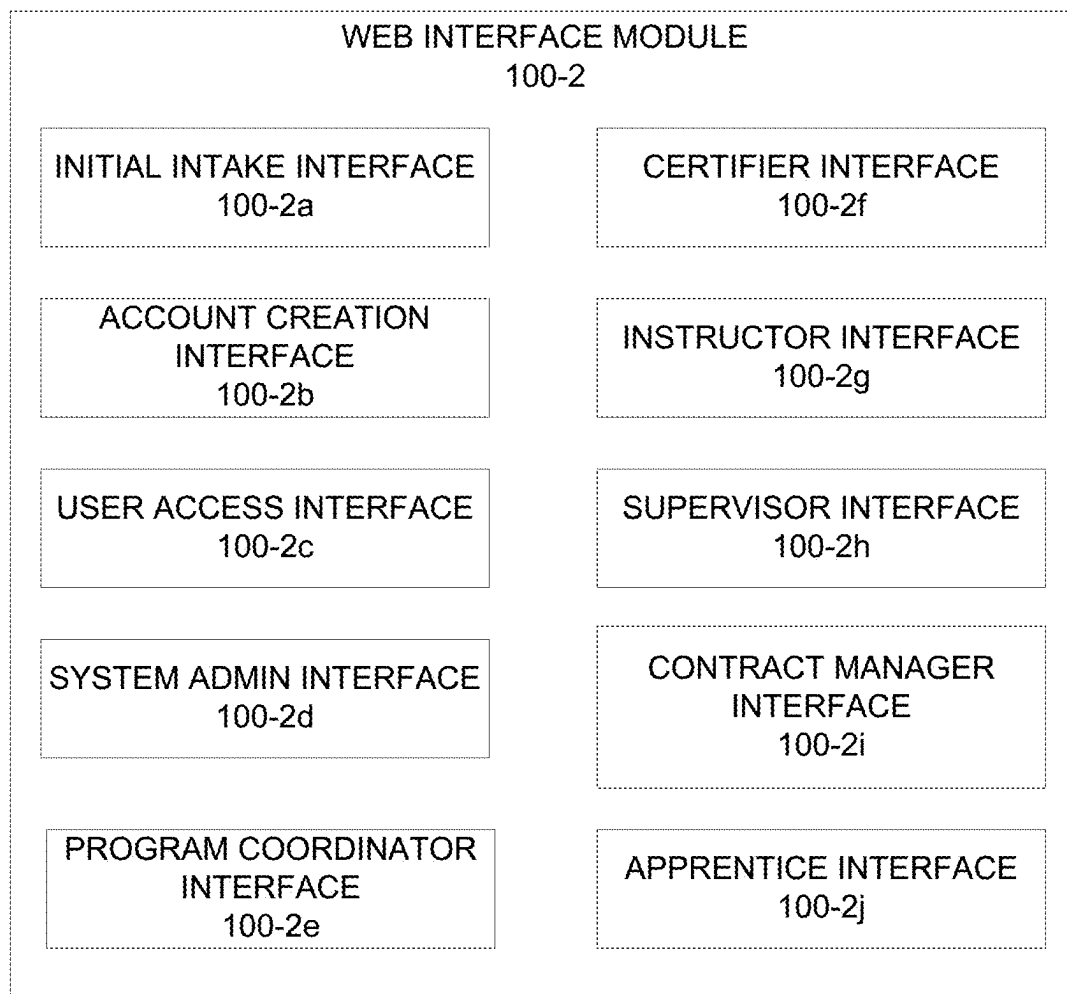 WEB INTERFACE MODULE
100-2
INITIAL INTAKE INTERFACE
100-2a
ACCOUNT CREATION
INTERFACE
100-2b
USER ACCESS INTERFACE
100-2c
SYSTEM ADMIN INTERFACE
100-2d
PROGRAM COORDINATOR
INTERFACE
100-2e
CERTIFIER INTERFACE
100-2f
INSTRUCTOR INTERFACE
100-2g
SUPERVISOR INTERFACE
100-2h
CONTRACT MANAGER
INTERFACE
100-2i
APPRENTICE INTERFACE
100-2j